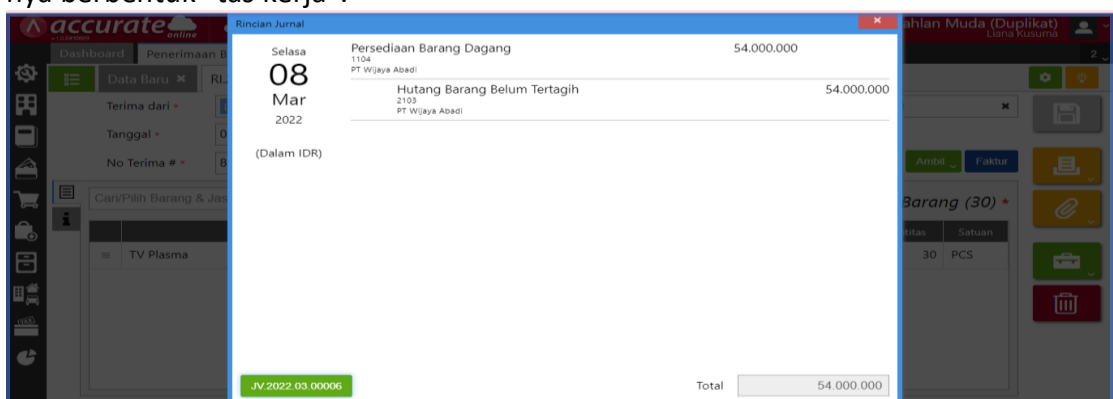 nya berbentuk "tas kerja".
accurate online
ahlan Muda (Duplikat)
Liana Kusuma
Rincian Jurnal
Dashboard Penerimaan B
2
Data Baru
Terima dari *
Tanggal *
No Terima # *
Cari/Pilih Barang & Jas
TV Plasma
Selasa
08
Mar
2022
(Dalam IDR)
Persediaan Barang Dagang 54.000.000
1104
PT Wijaya Abadi
Hutang Barang Belum Tertagih 54.000.000
2103
PT Wijaya Abadi
JV.2022.03.00006
Total 54.000.000
Ambil Faktur
Barang (30) *
titas Satuan
30 PCS